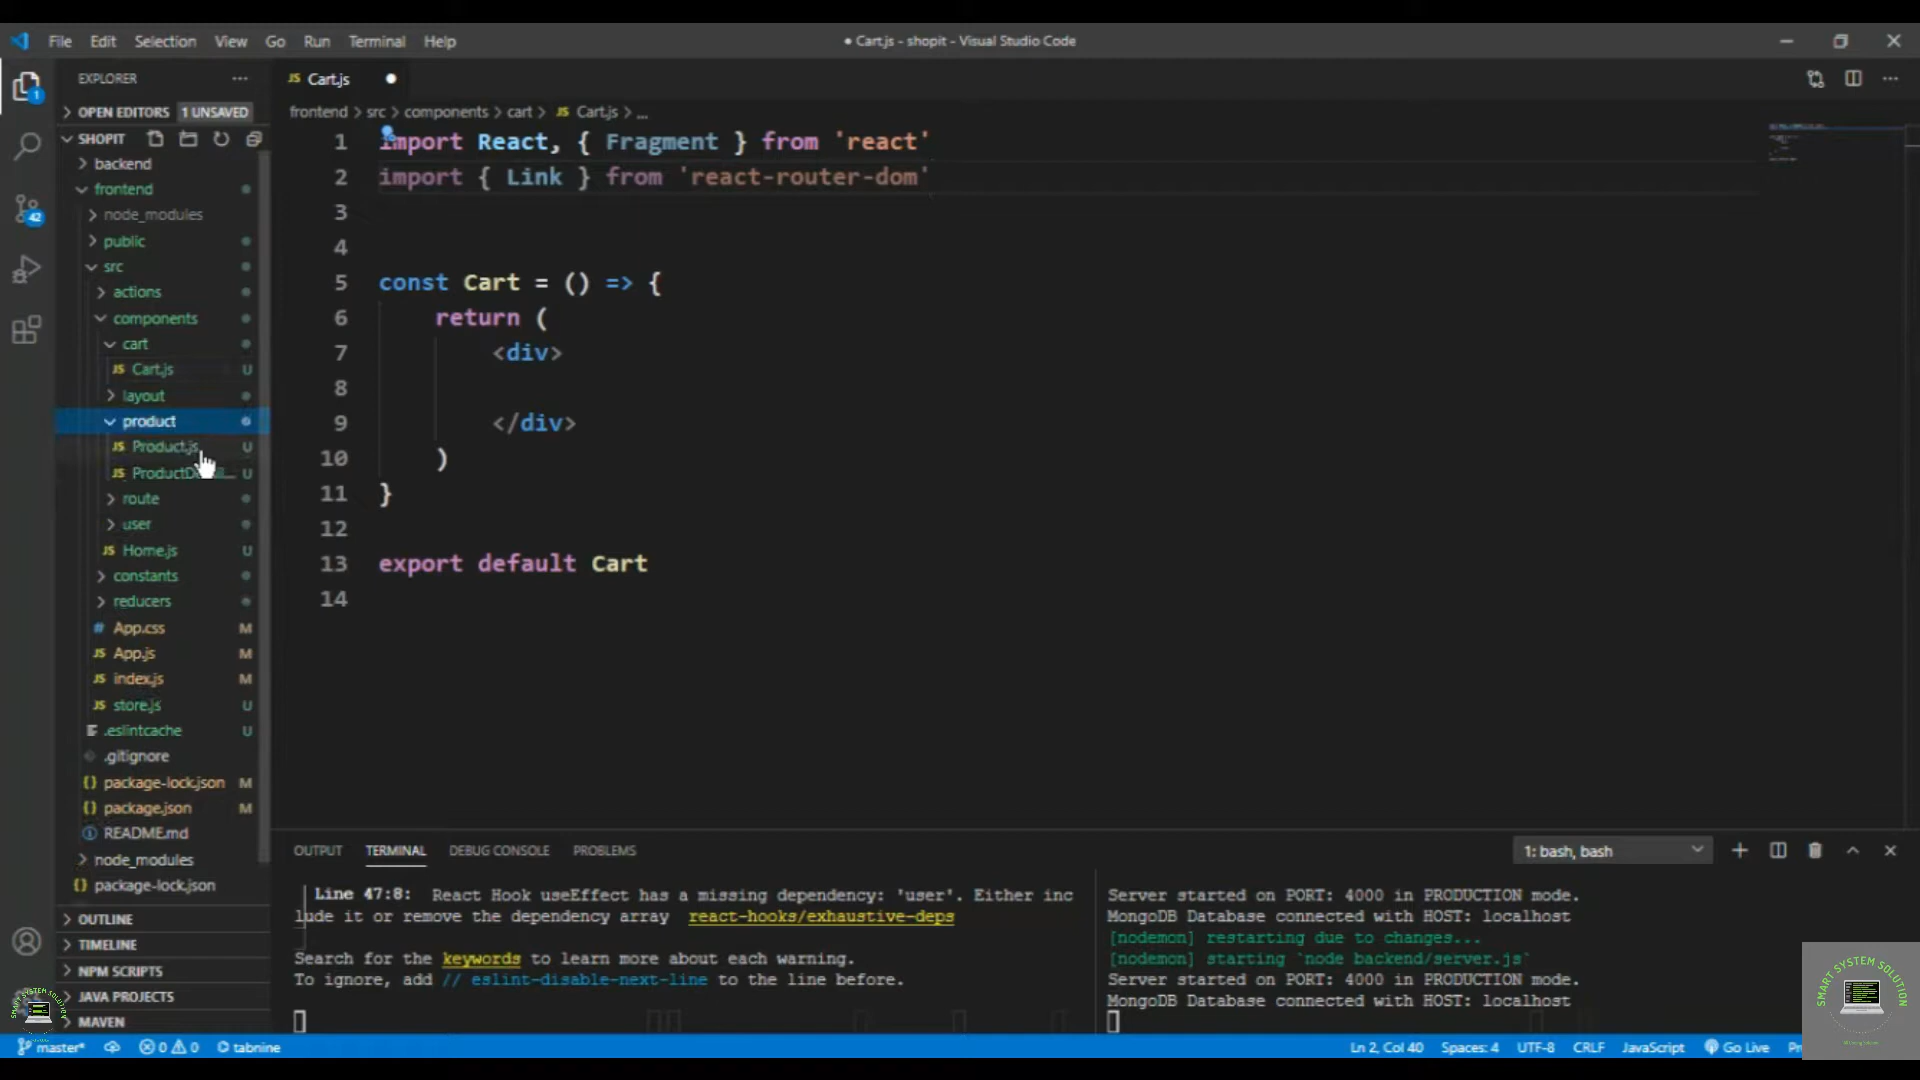 File Edit Selection View Go Run Terminal Help
● Cart.js - shopit - Visual Studio Code
EXPLORER
OPEN EDITORS 1 UNSAVED
SHOPIT
backend
frontend
node_modules
public
src
actions
components
cart
JS Cart.js U
layout
product
JS Product.js U
JS U
route
user
JS Home.js U
constants
reducers
# App.css M
JS App.js M
JS index.js M
JS store.js U
.eslintcache U
.gitignore
{} package-lock.json M
{} package.json M
README.md
node_modules
{} package-lock.json
OUTLINE
TIMELINE
NPM SCRIPTS
JAVA PROJECTS
MAVEN
1
42
JS Cart.js ●
frontend > src > components > cart > JS Cart.js > ...
1 import React, { Fragment } from 'react'
2 import { Link } from 'react-router-dom'
3
4
5 const Cart = () => {
6 return (
7 <div>
8
9 </div>
10 )
11 }
12
13 export default Cart
14
OUTPUT TERMINAL DEBUG CONSOLE PROBLEMS
1: bash, bash
Line 47:8: React Hook useEffect has a missing dependency: 'user'. Either inc
lude it or remove the dependency array react-hooks/exhaustive-deps
Search for the keywords to learn more about each warning.
To ignore, add // eslint-disable-next-line to the line before.
Server started on PORT: 4000 in PRODUCTION mode.
MongoDB Database connected with HOST: localhost
[nodemon] restarting due to changes...
[nodemon] starting `node backend/server.js`
Server started on PORT: 4000 in PRODUCTION mode.
MongoDB Database connected with HOST: localhost
SMART SYSTEM SOLUTION
SMART SYSTEM SOLUTION
master* 0 0 tabnine
Ln 2, Col 40 Spaces: 4 UTF-8 CRLF JavaScript Go Live